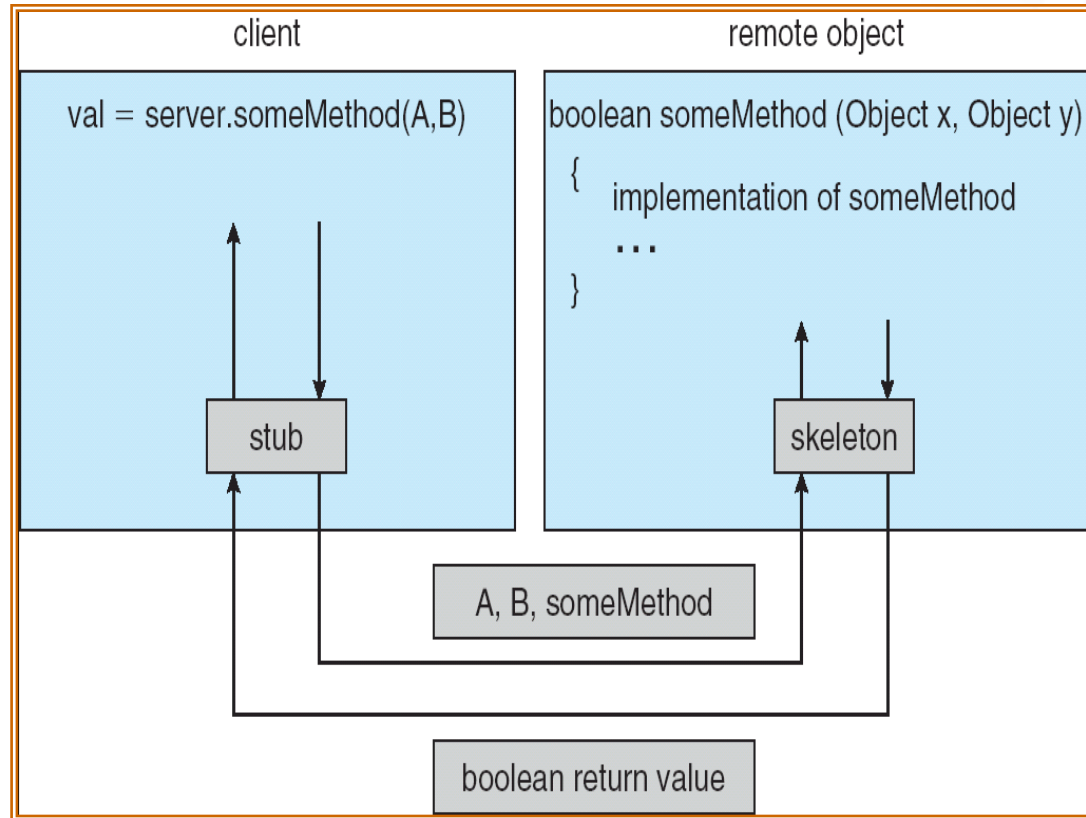 client
remote object
val = server.someMethod(A,B)
boolean someMethod (Object x, Object y)
{
implementation of someMethod
...
}
stub
skeleton
A, B, someMethod
boolean return value